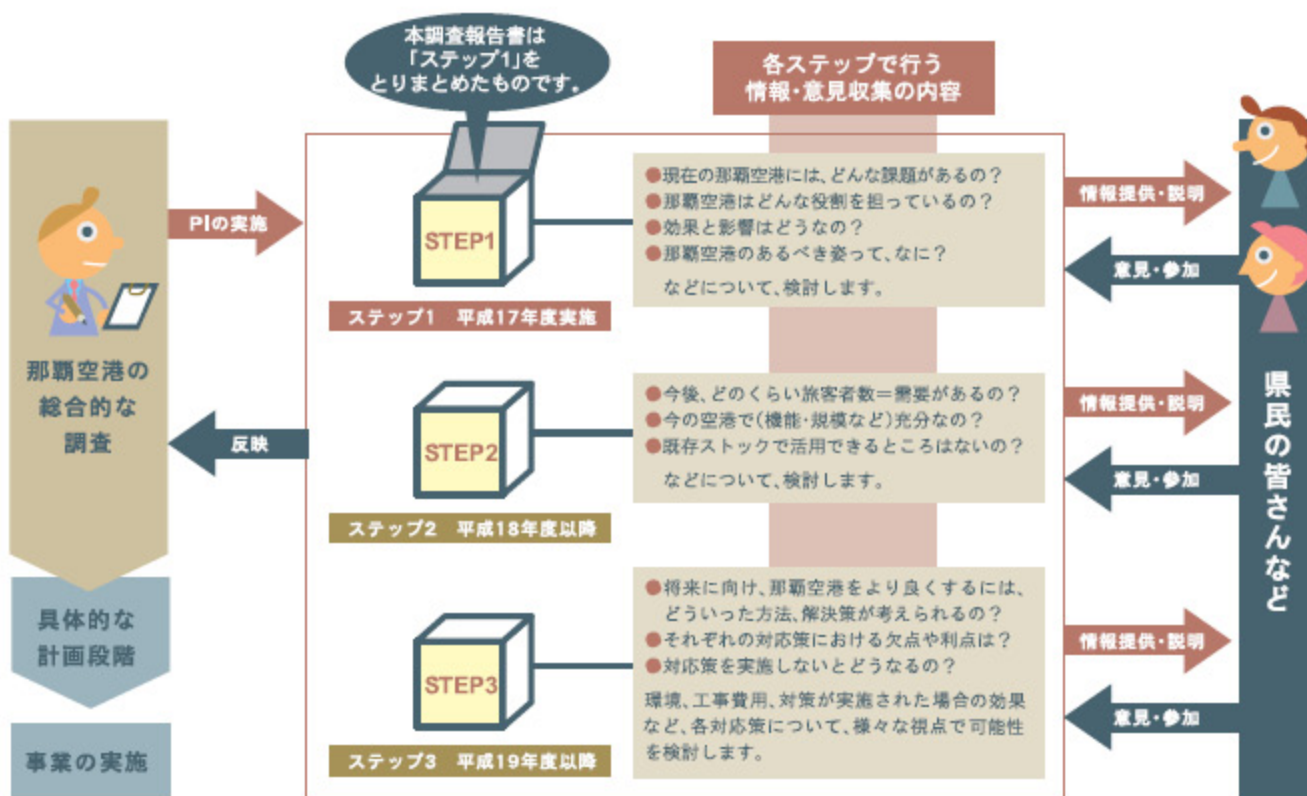 本調査報告書は
「ステップ1」を
とりまとめたものです。
各ステップで行う
情報・意見収集の内容
那覇空港の
総合的な
調査
具体的な
計画段階
事業の実施
PIの実施
反映
STEP1
ステップ1 平成17年度実施
●現在の那覇空港には、どんな課題があるの?
●那覇空港はどんな役割を担っているの?
●効果と影響はどうなの?
●那覇空港のあるべき姿って、なに?
などについて、検討します。
情報提供・説明
意見・参加
STEP2
ステップ2 平成18年度以降
●今後、どのくらい旅客者数=需要があるの?
●今の空港で(機能・規模など)充分なの?
●既存ストックで活用できるところはないの?
などについて、検討します。
情報提供・説明
意見・参加
STEP3
ステップ3 平成19年度以降
●将来に向け、那覇空港をより良くするには、
どういった方法、解決策が考えられるの?
●それぞれの対応策における欠点や利点は?
●対応策を実施しないとどうなるの?
環境、工事費用、対策が実施された場合の効果
など、各対応策について、様々な視点で可能性
を検討します。
情報提供・説明
意見・参加
県民の皆さんなど